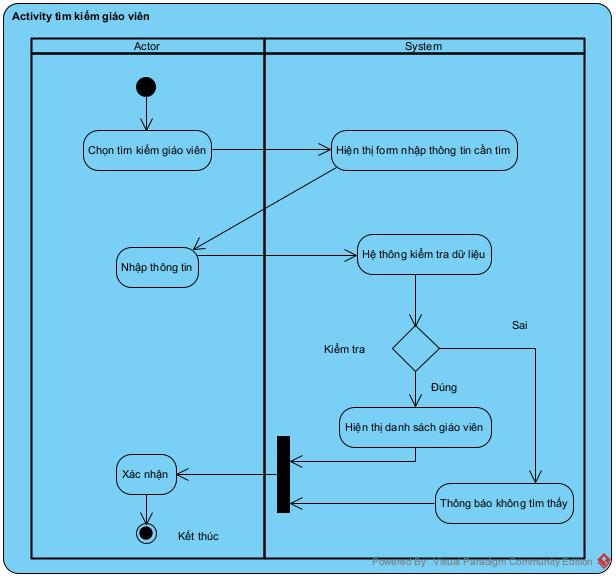 Activity tìm kiếm giáo viên
Actor
System
Chọn tìm kiếm giáo viên
Hiện thị form nhập thông tin cần tìm
Nhập thông tin
Hệ thông kiểm tra dữ liệu
Sai
Kiểm tra
Đúng
Hiện thị danh sách giáo viên
Xác nhận
Thông báo không tìm thấy
Kết thúc
Powered By: Visual Paradigm Community Edition